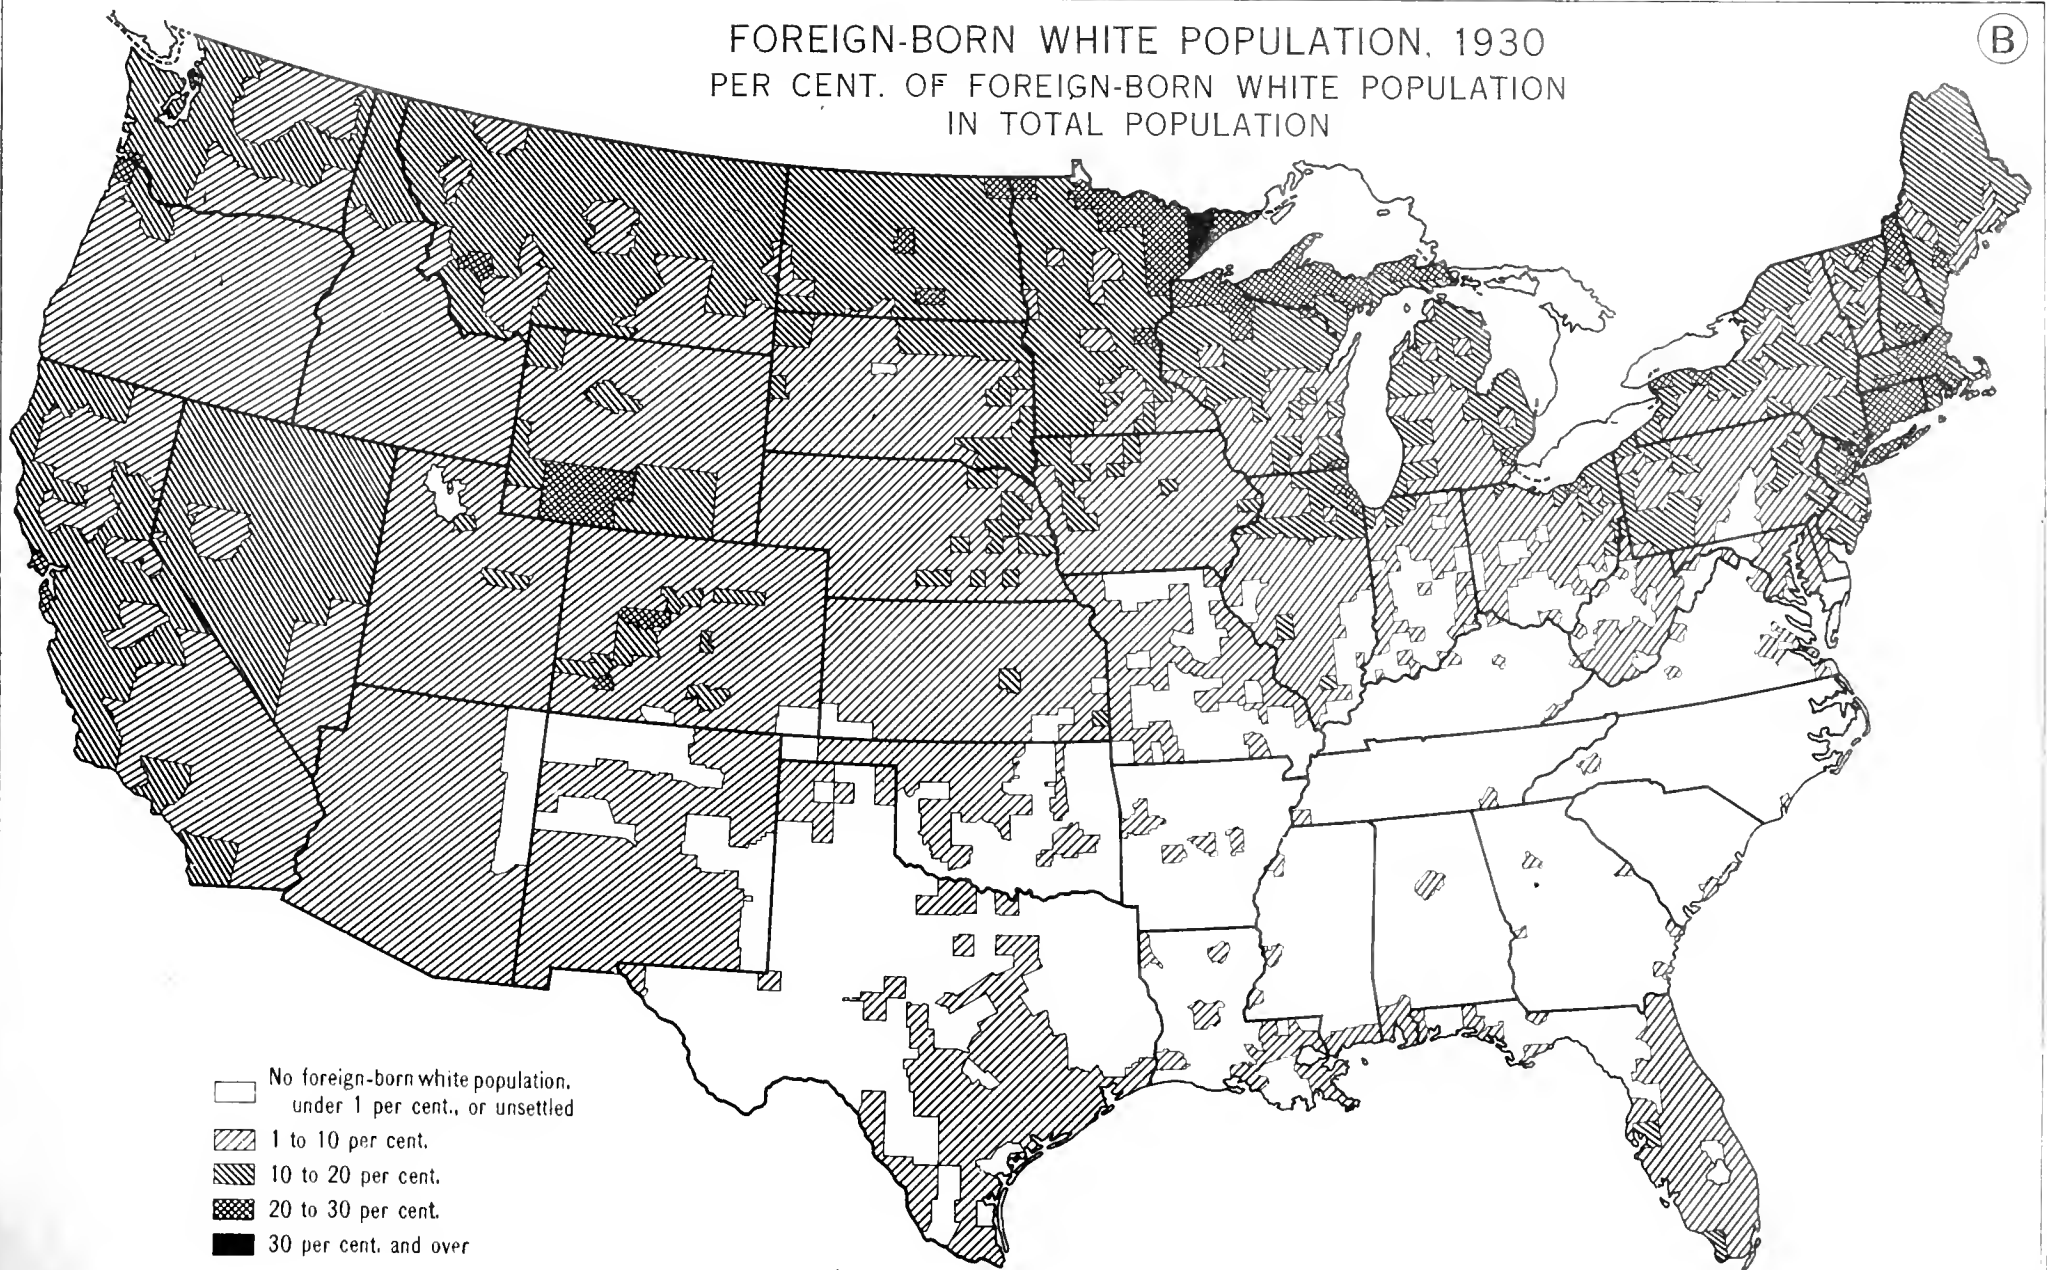 FOREIGN-BORN WHITE POPULATION, 1930
B
PER CENT. OF FOREIGN-BORN WHITE POPULATION
IN TOTAL POPULATION
No foreign-born white population,
under 1 per cent., or unsettled
1 to 10 per cent.
10 to 20 per cent.
20 to 30 per cent.
30 per cent. and over